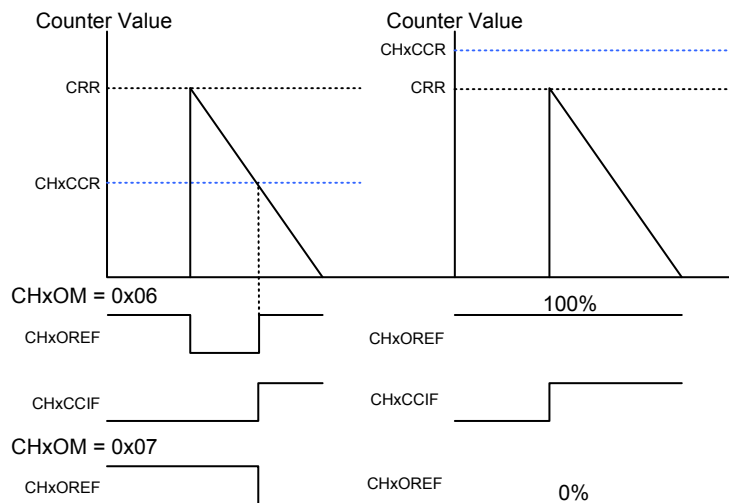 Counter Value
CRR
CHxCCR
Counter Value
CHxCCR
CRR
CHxOM = 0x06
CHxOREF
CHxCCIF
100%
CHxOREF
CHxCCIF
CHxOM = 0x07
CHxOREF
CHxOREF
0%